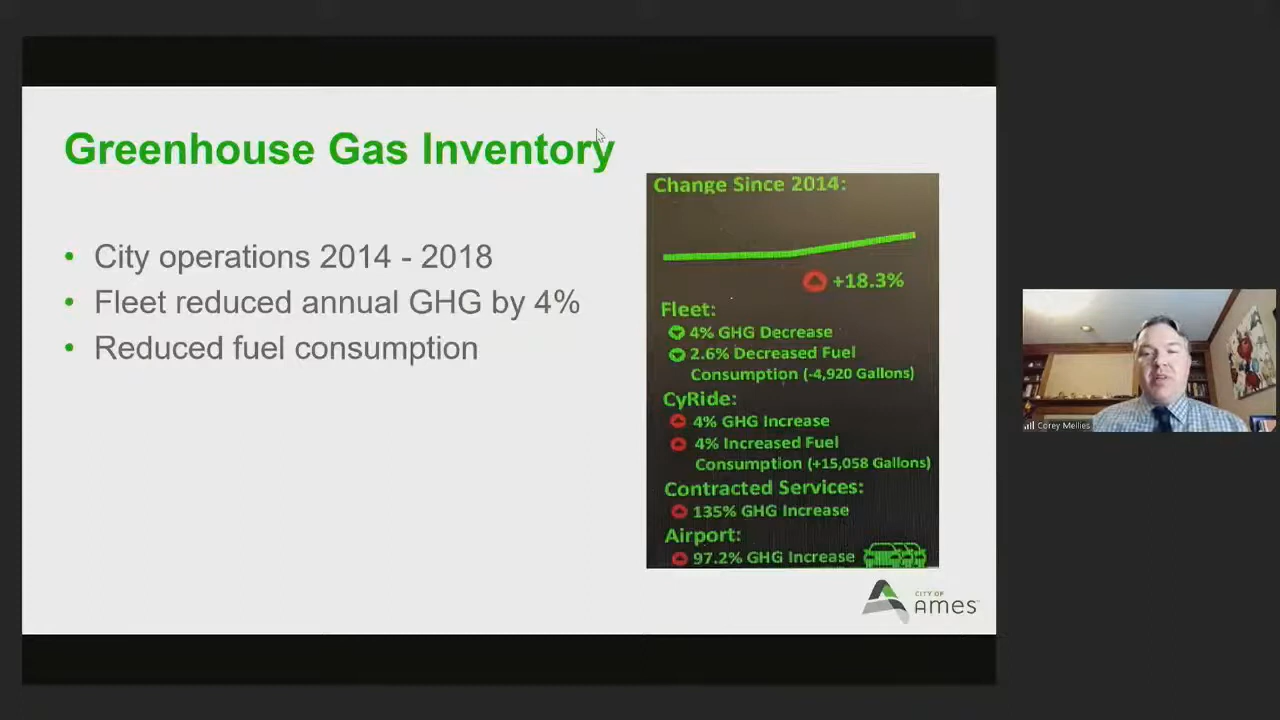 Greenhouse Gas Inventory
• City operations 2014 - 2018
• Fleet reduced annual GHG by 4%
• Reduced fuel consumption
Change Since 2014:
+18.3%
Fleet:
4% GHG Decrease
2.6% Decreased Fuel
Consumption (-4,920 Gallons)
CyRide:
4% GHG Increase
4% Increased Fuel
Consumption (+15,058 Gallons)
Contracted Services:
135% GHG Increase
Airport:
97.2% GHG Increase
CITY OF
AMES™
Corey Mellies